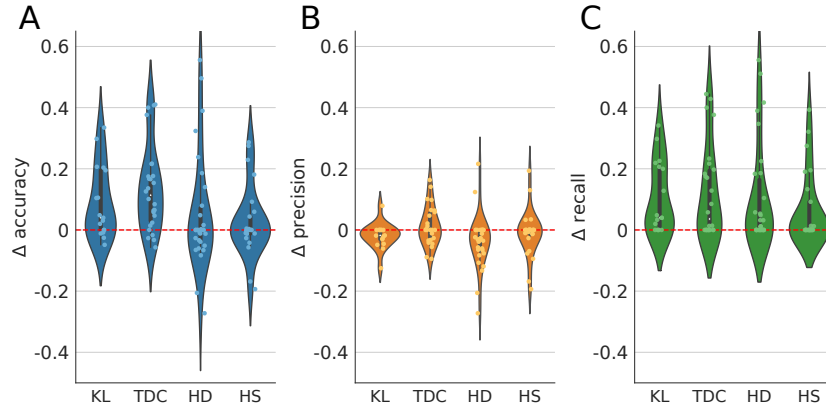 A
Δ accuracy
0.6
0.4
0.2
0
-0.2
-0.4
KL TDC HD HS
B
Δ precision
0.6
0.4
0.2
0
-0.2
-0.4
KL TDC HD HS
C
Δ recall
0.6
0.4
0.2
0
-0.2
-0.4
KL TDC HD HS